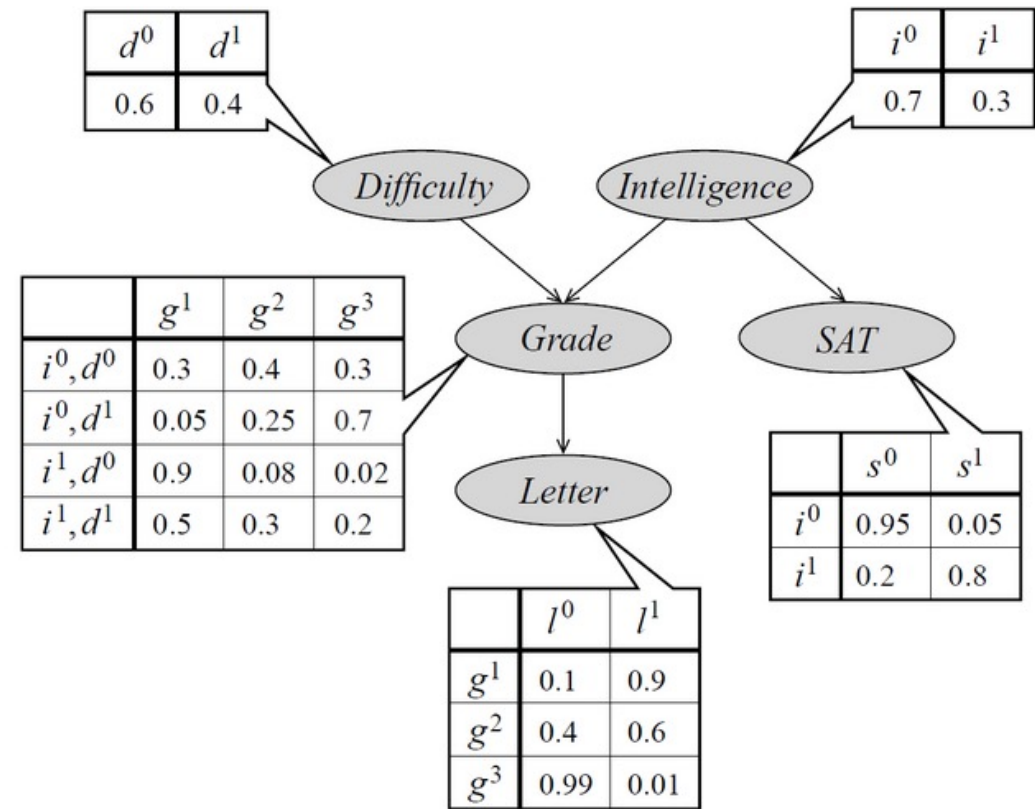 d⁰ d¹
0.6 0.4
i⁰ i¹
0.7 0.3
Difficulty
Intelligence
g¹ g² g³
i⁰, d⁰ 0.3 0.4 0.3
i⁰, d¹ 0.05 0.25 0.7
i¹, d⁰ 0.9 0.08 0.02
i¹, d¹ 0.5 0.3 0.2
Grade
SAT
Letter
s⁰ s¹
i⁰ 0.95 0.05
i¹ 0.2 0.8
l⁰ l¹
g¹ 0.1 0.9
g² 0.4 0.6
g³ 0.99 0.01